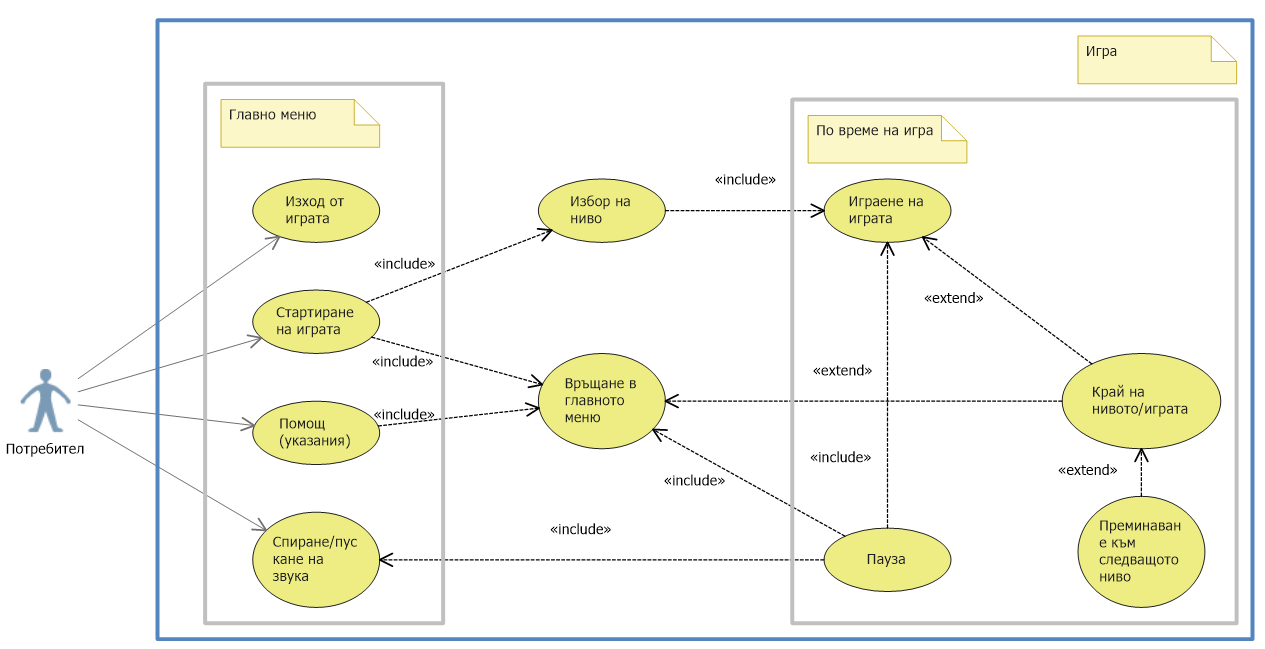 Игра
Главно меню
По време на игра
Изход от
играта
Избор на
ниво
«include»
Играене на
играта
«include»
Стартиране
на играта
«extend»
«include»
Връщане в
главното
меню
«extend»
Край на
нивото/играта
Потребител
Помощ
(указания)
«include»
«include»
«include»
«extend»
Спиране/пус
кане на
звука
«include»
Пауза
Преминаван
е към
следващото
ниво